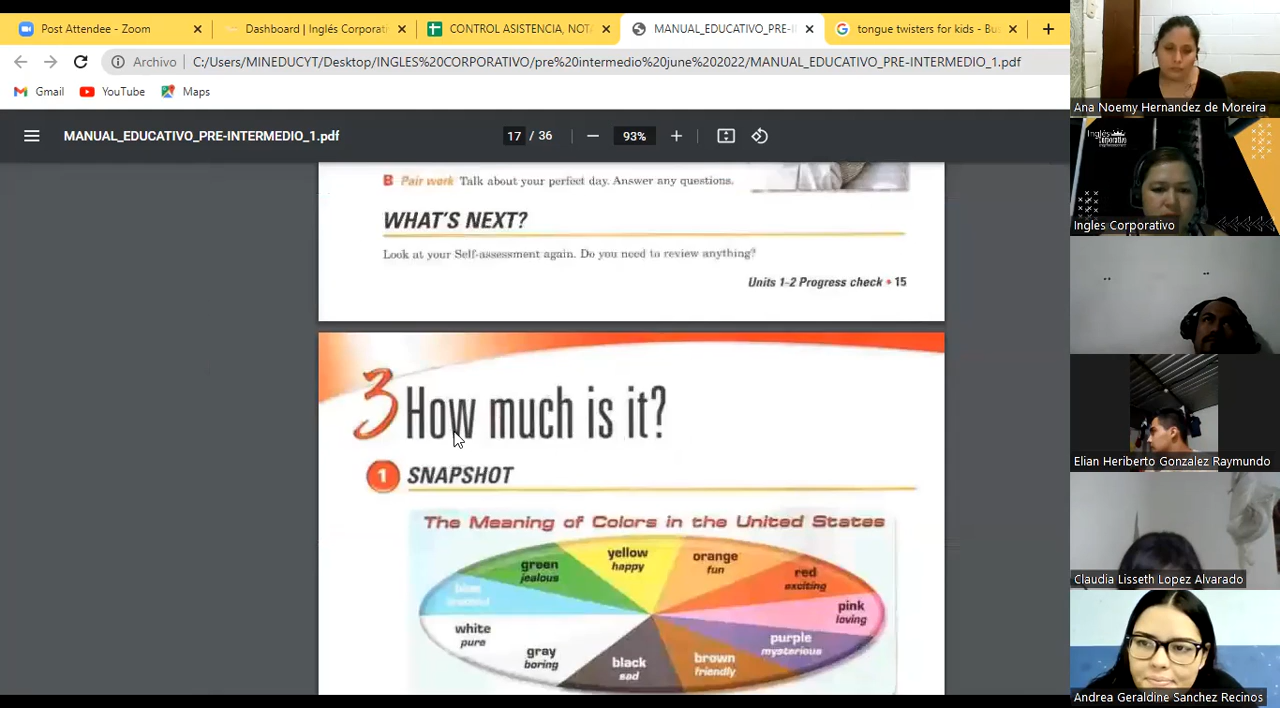 Post Attendee - Zoom
Dashboard | Inglés Corporati
CONTROL ASISTENCIA, NOTA
MANUAL_EDUCATIVO_PRE-I
tongue twisters for kids - Bus
Archivo | C:/Users/MINEDUCYT/Desktop/INGLES%20CORPORATIVO/pre%20intermedio%20june%202022/MANUAL_EDUCATIVO_PRE-INTERMEDIO_1.pdf
Gmail YouTube Maps
MANUAL_EDUCATIVO_PRE-INTERMEDIO_1.pdf
17 / 36
93%
B Pair work Talk about your perfect day. Answer any questions.
WHAT'S NEXT?
Look at your Self-assessment again. Do you need to review anything?
Units 1-2 Progress check • 15
3 How much is it?
1 SNAPSHOT
The Meaning of Colors in the United States
yellow
happy
orange
fun
green
jealous
red
exciting
blue
pink
loving
white
pure
purple
mysterious
gray
boring
black
sad
brown
friendly
Ana Noemy Hernandez de Moreira
Inglés
Corporativo
Ingles Corporativo
Elian Heriberto Gonzalez Raymundo
Claudia Lisseth Lopez Alvarado
Andrea Geraldine Sanchez Recinos